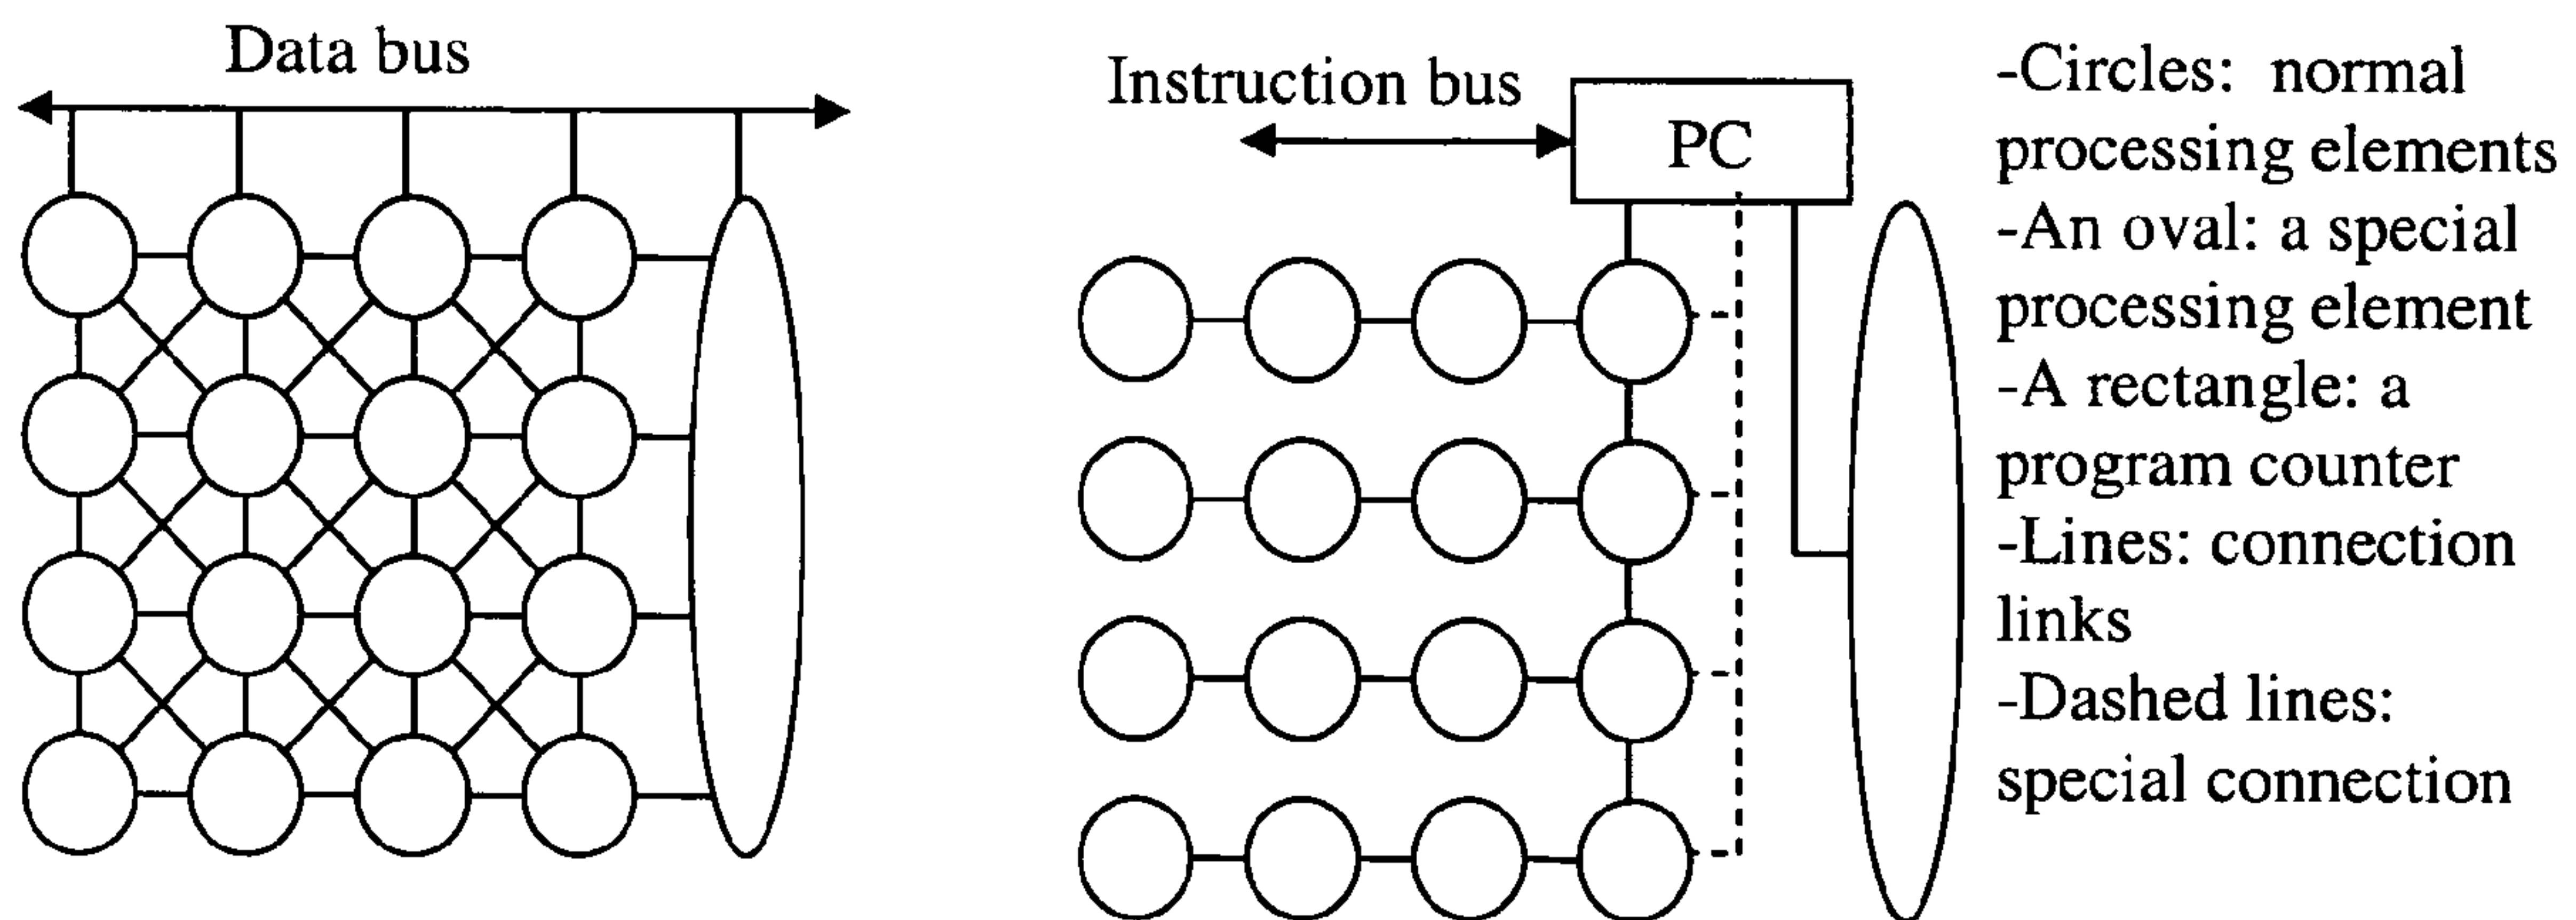 Data bus
Instruction bus
PC
-Circles: normal
processing elements
-An oval: a special
processing element
-A rectangle: a
program counter
-Lines: connection
links
-Dashed lines:
special connection